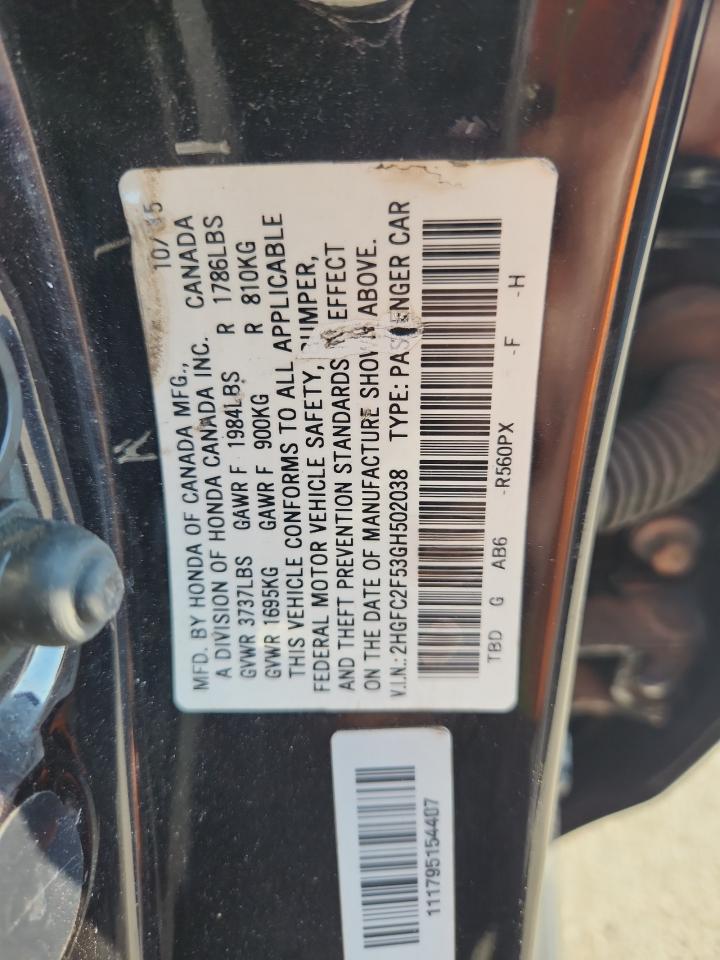 MFD. BY HONDA OF CANADA MFG., 10/15
A DIVISION OF HONDA CANADA INC. CANADA
GVWR 3737LBS GAWR F 1984LBS R 1786LBS
GVWR 1695KG GAWR F 900KG R 810KG
THIS VEHICLE CONFORMS TO ALL APPLICABLE
FEDERAL MOTOR VEHICLE SAFETY, BUMPER,
AND THEFT PREVENTION STANDARDS IN EFFECT
ON THE DATE OF MANUFACTURE SHOWN ABOVE.
V.I.N.: 2HGFC2F53GH502038 TYPE: PASSENGER CAR
TBD G AB6 -R560PX -F -H
111795154407